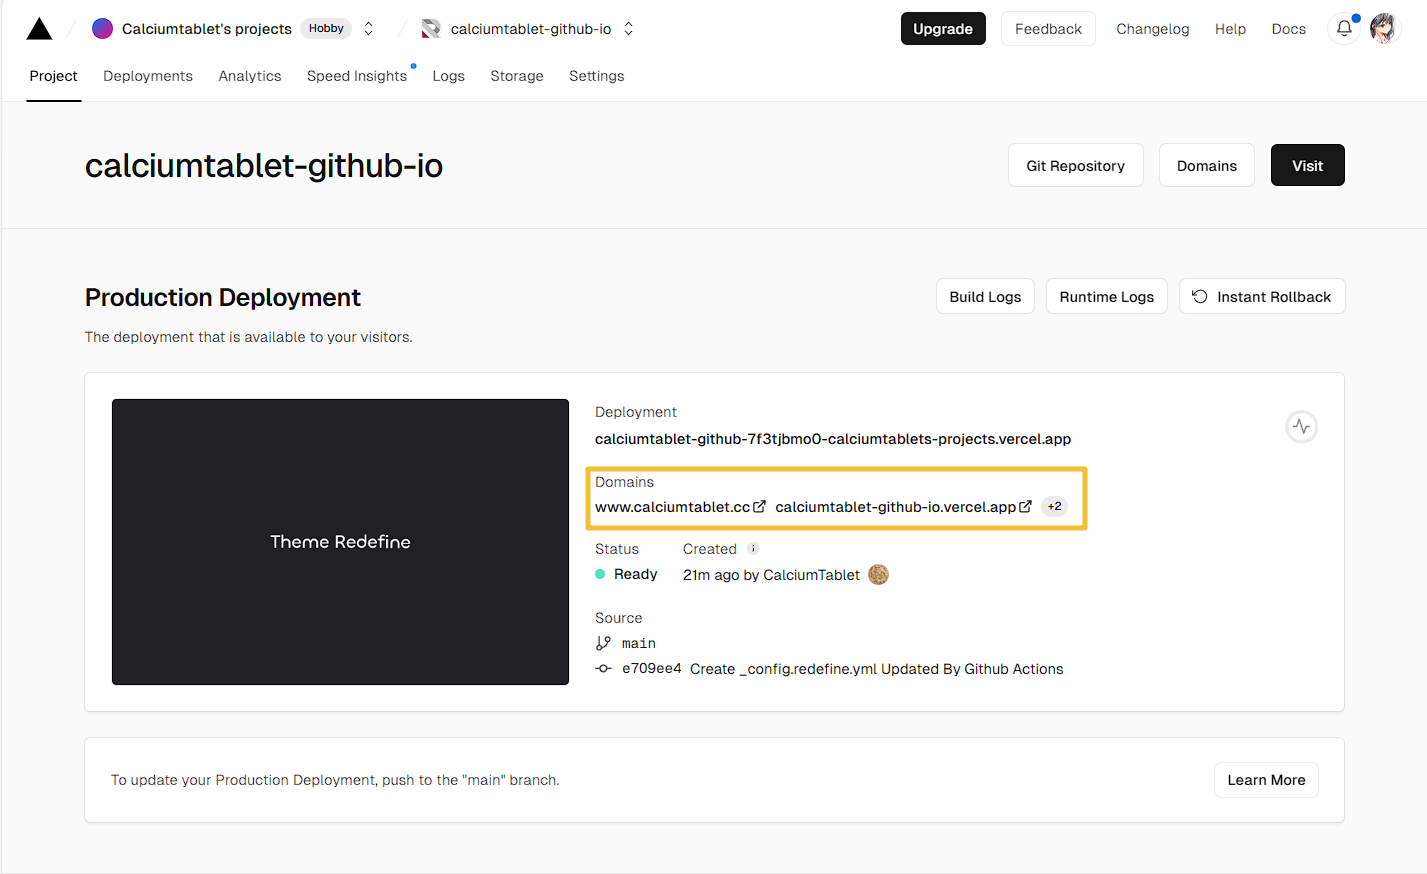 Calciumtablet's projects Hobby calciumtablet-github-io Upgrade Feedback Changelog Help Docs
Project Deployments Analytics Speed Insights Logs Storage Settings
calciumtablet-github-io Git Repository Domains Visit
Production Deployment Build Logs Runtime Logs Instant Rollback
The deployment that is available to your visitors.
Theme Redefine
Deployment
calciumtablet-github-7f3tjbmo0-calciumtablets-projects.vercel.app
Domains
www.calciumtablet.cc calciumtablet-github-io.vercel.app +2
Status Created
Ready 21m ago by CalciumTablet
Source
main
e709ee4 Create _config.redefine.yml Updated By Github Actions
To update your Production Deployment, push to the "main" branch. Learn More